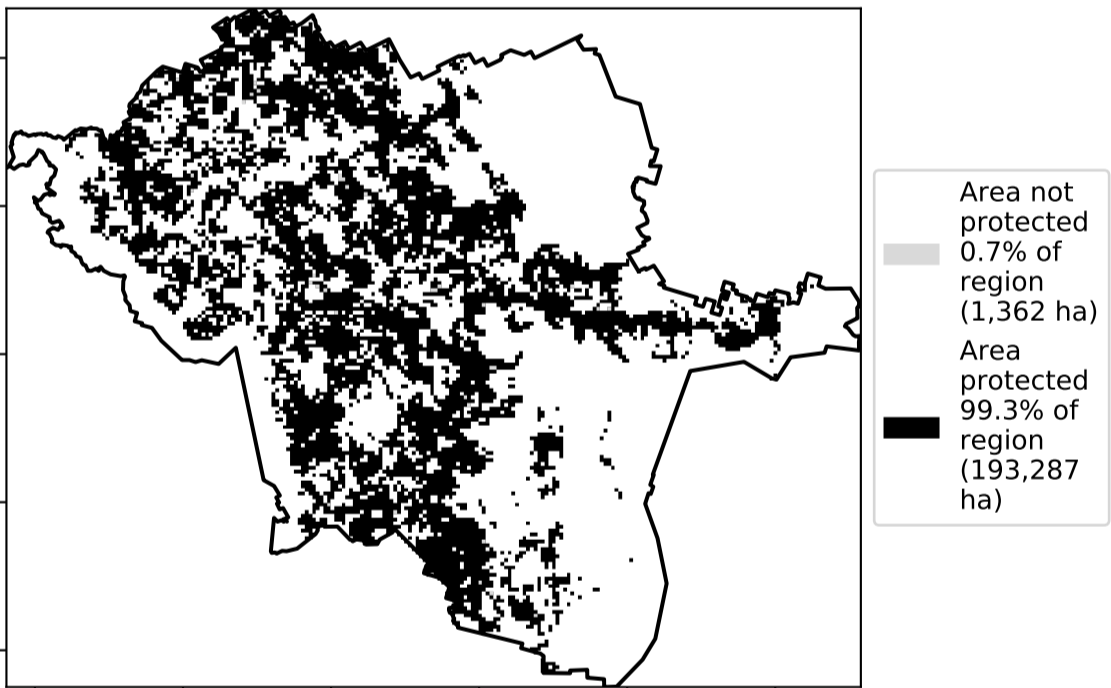 Area not
protected
0.7% of
region
(1,362 ha)
Area
protected
99.3% of
region
(193,287
ha)